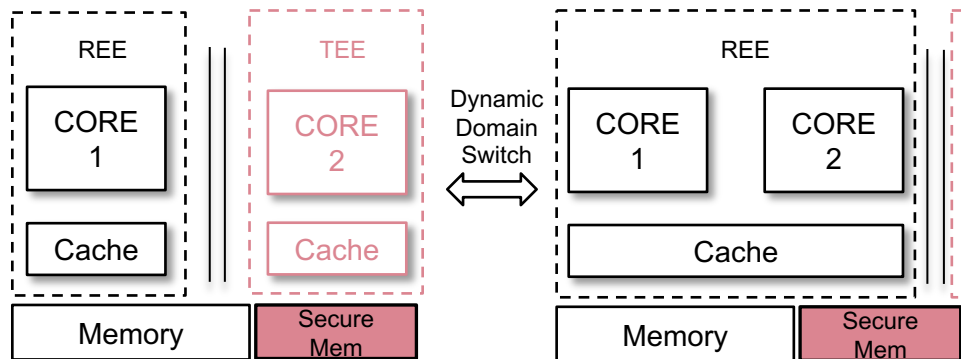 REE
TEE
CORE
1
CORE
2
Cache
Cache
Memory
Secure
Mem
Dynamic
Domain
Switch
REE
CORE
1
CORE
2
Cache
Memory
Secure
Mem